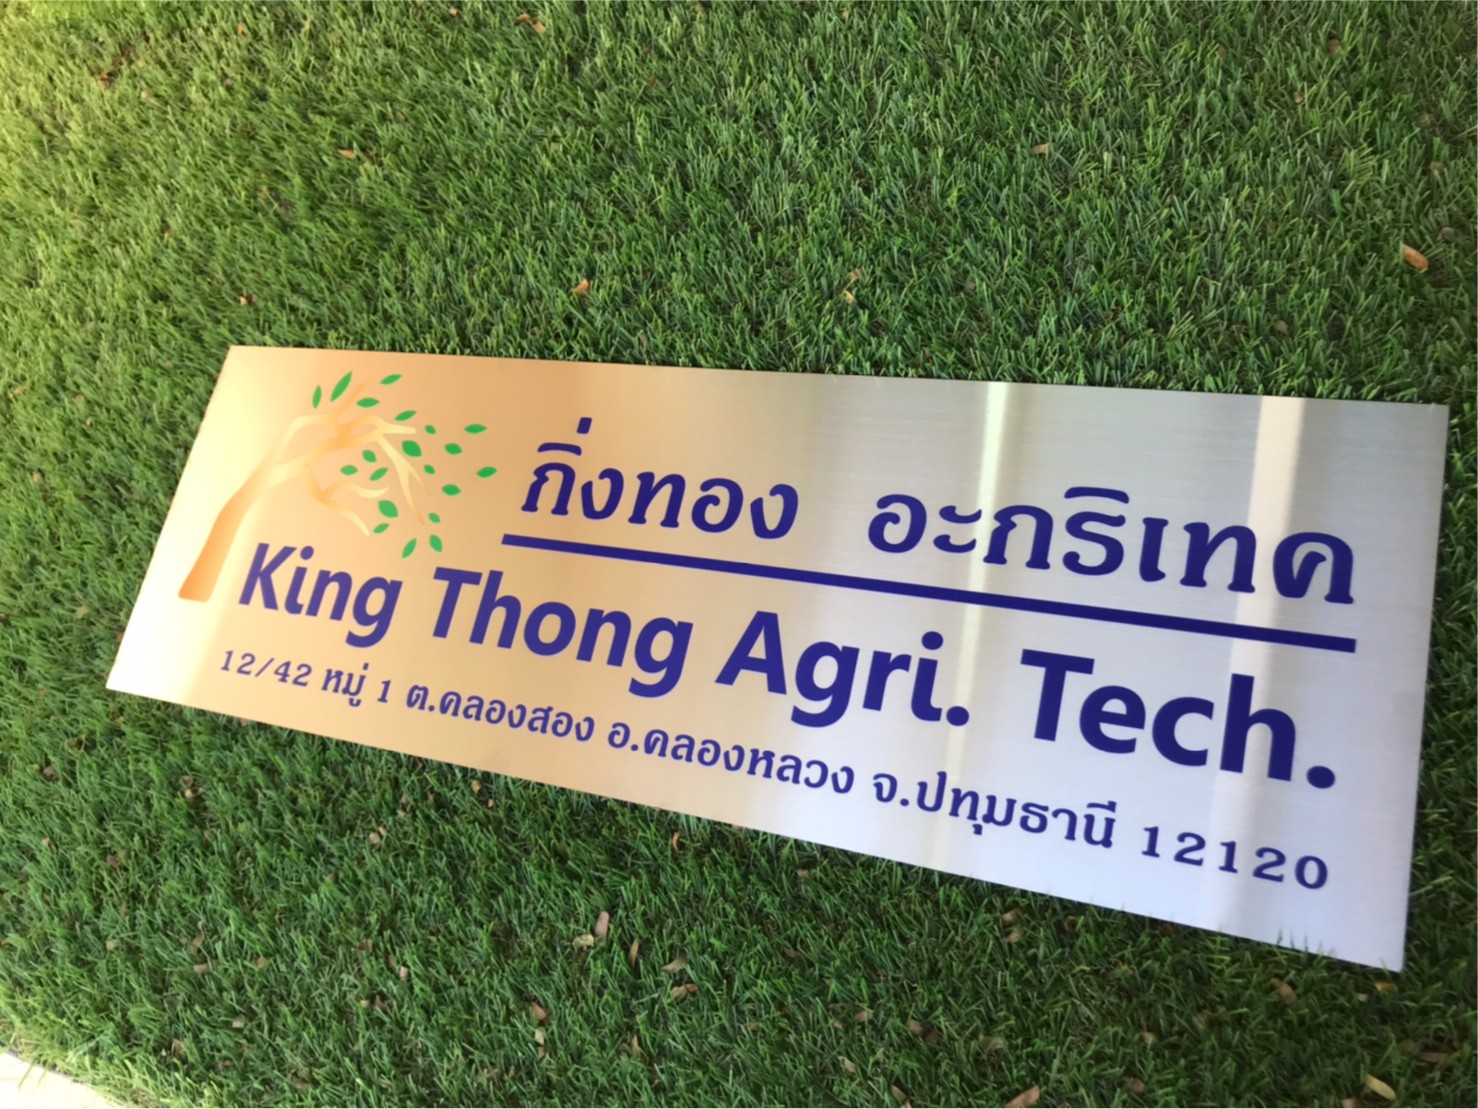 กิ่งทอง อะกริเทค
King Thong Agri. Tech.
12/42 หมู่ 1 ต.คลองสอง อ.คลองหลวง จ.ปทุมธานี 12120